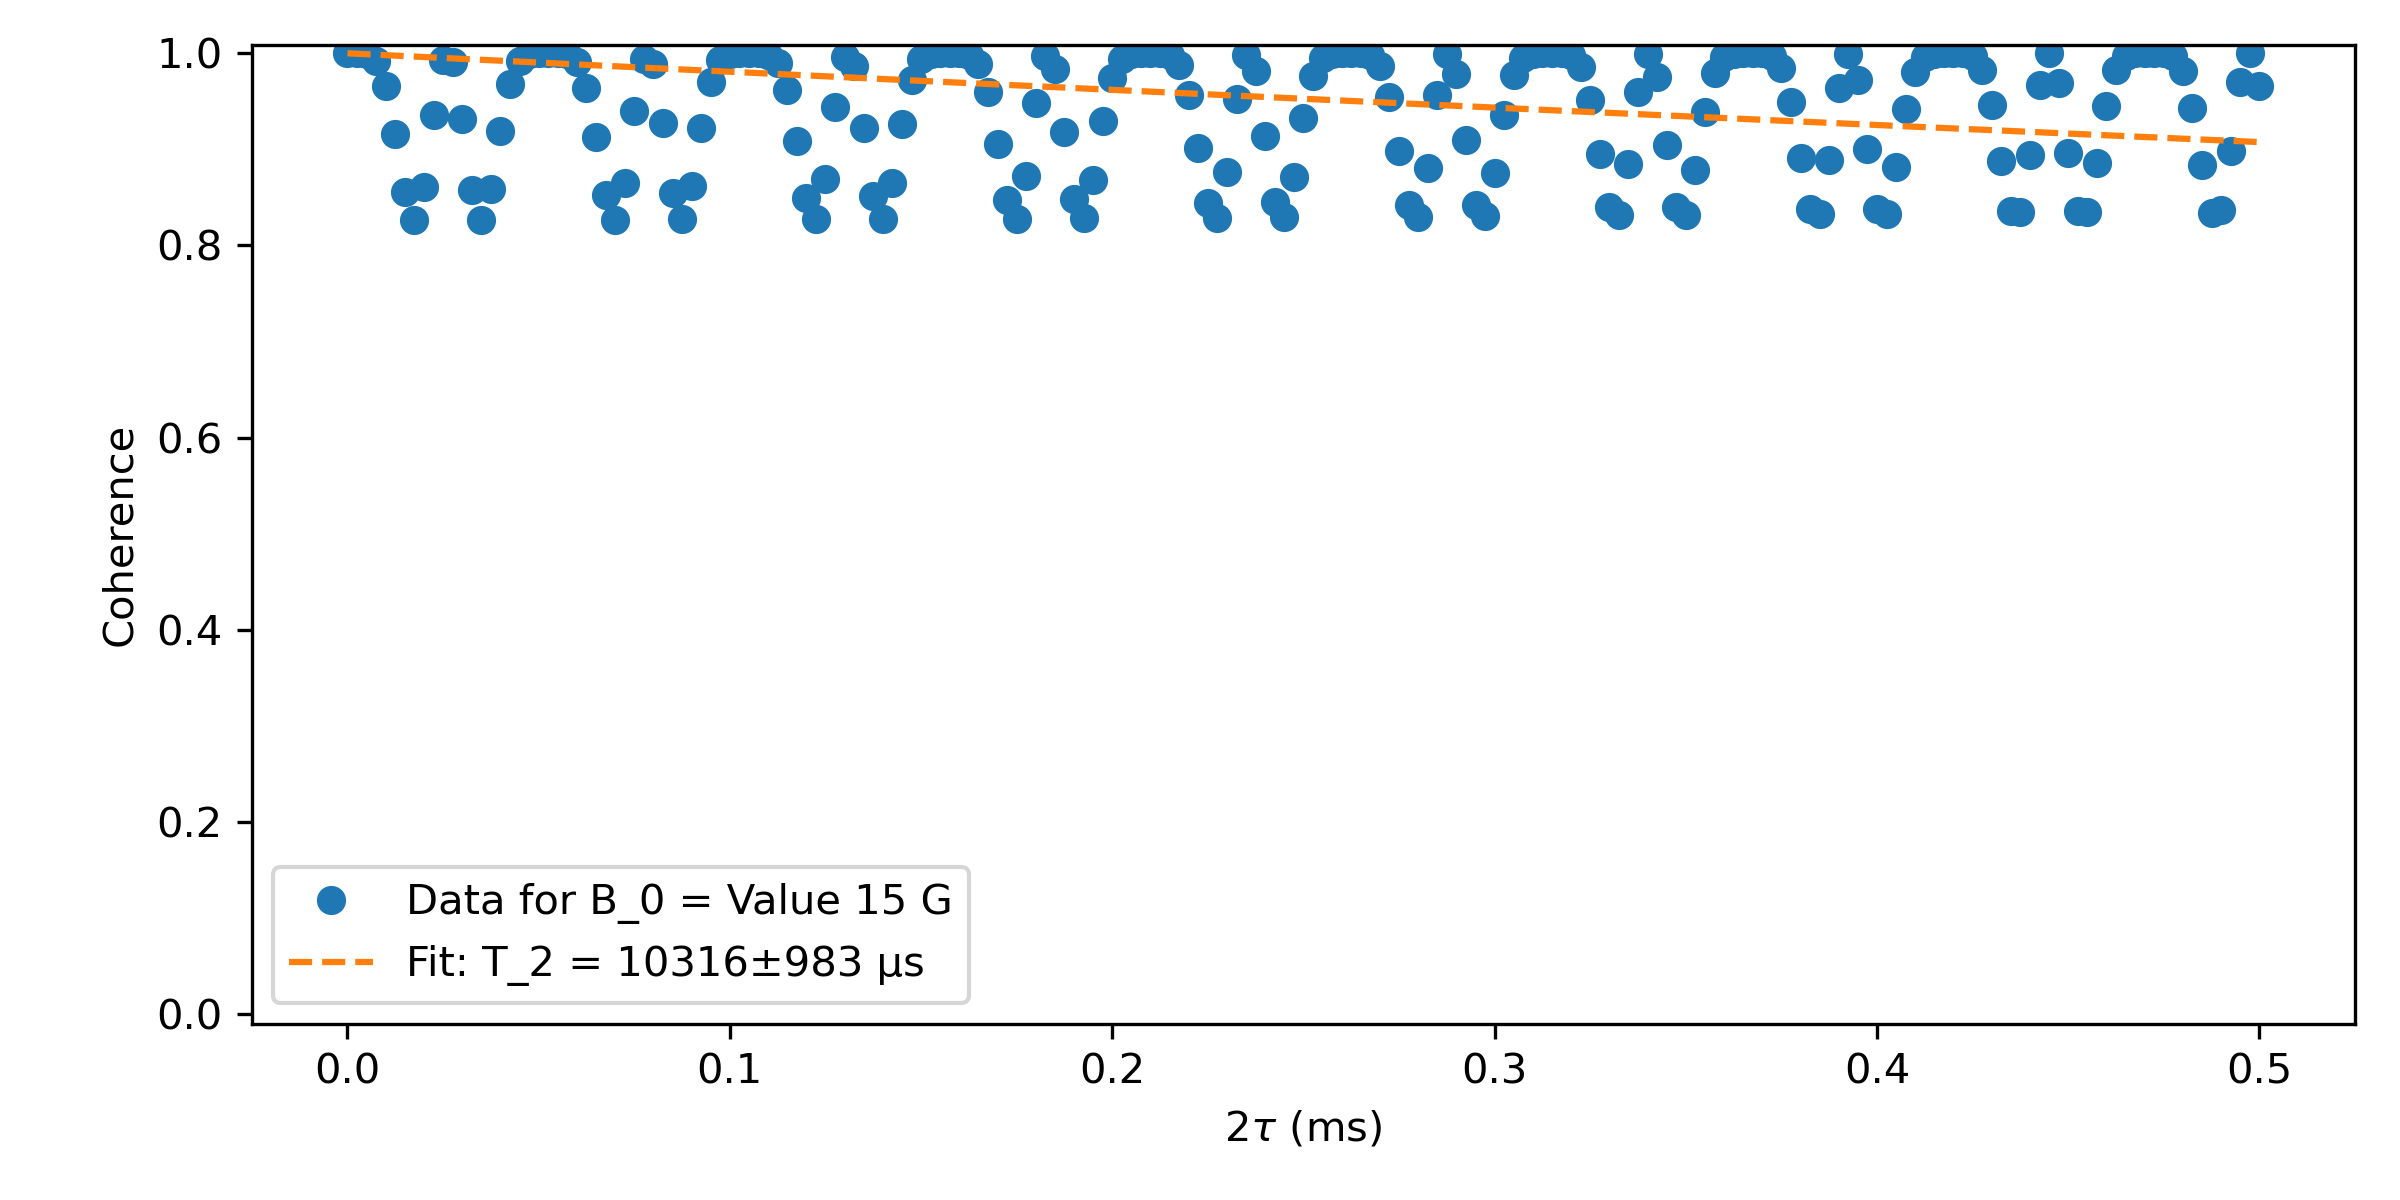 1.0
0.8
0.6
0.4
0.2
0.0
Coherence
Data for B_0 = Value 15 G
Fit: T_2 = 10316±983 μs
0.0 0.1 0.2 0.3 0.4 0.5
2τ (ms)